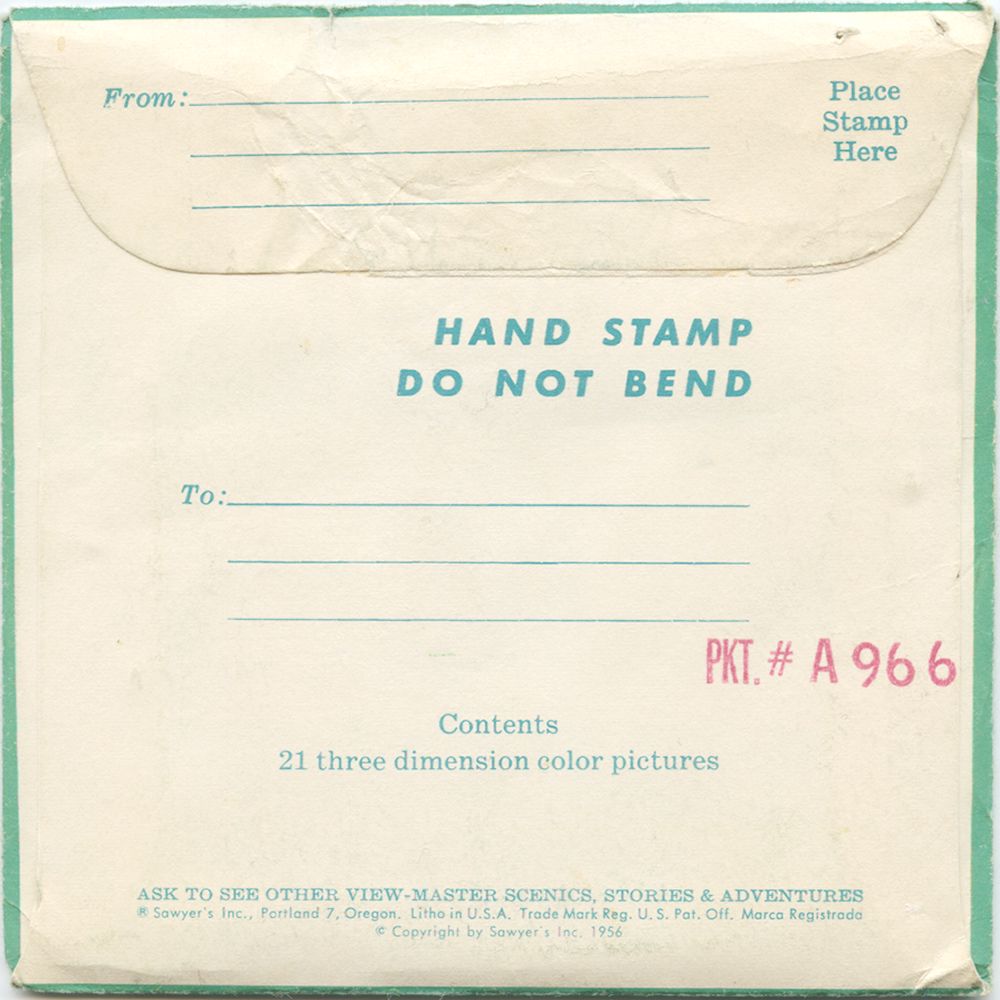 From:
Place
Stamp
Here
HAND STAMP
DO NOT BEND
To:
PKT. # A 966
Contents
21 three dimension color pictures
ASK TO SEE OTHER VIEW-MASTER SCENICS, STORIES & ADVENTURES
® Sawyer's Inc., Portland 7, Oregon. Litho in U.S.A. Trade Mark Reg. U. S. Pat. Off. Marca Registrada
© Copyright by Sawyer's Inc. 1956